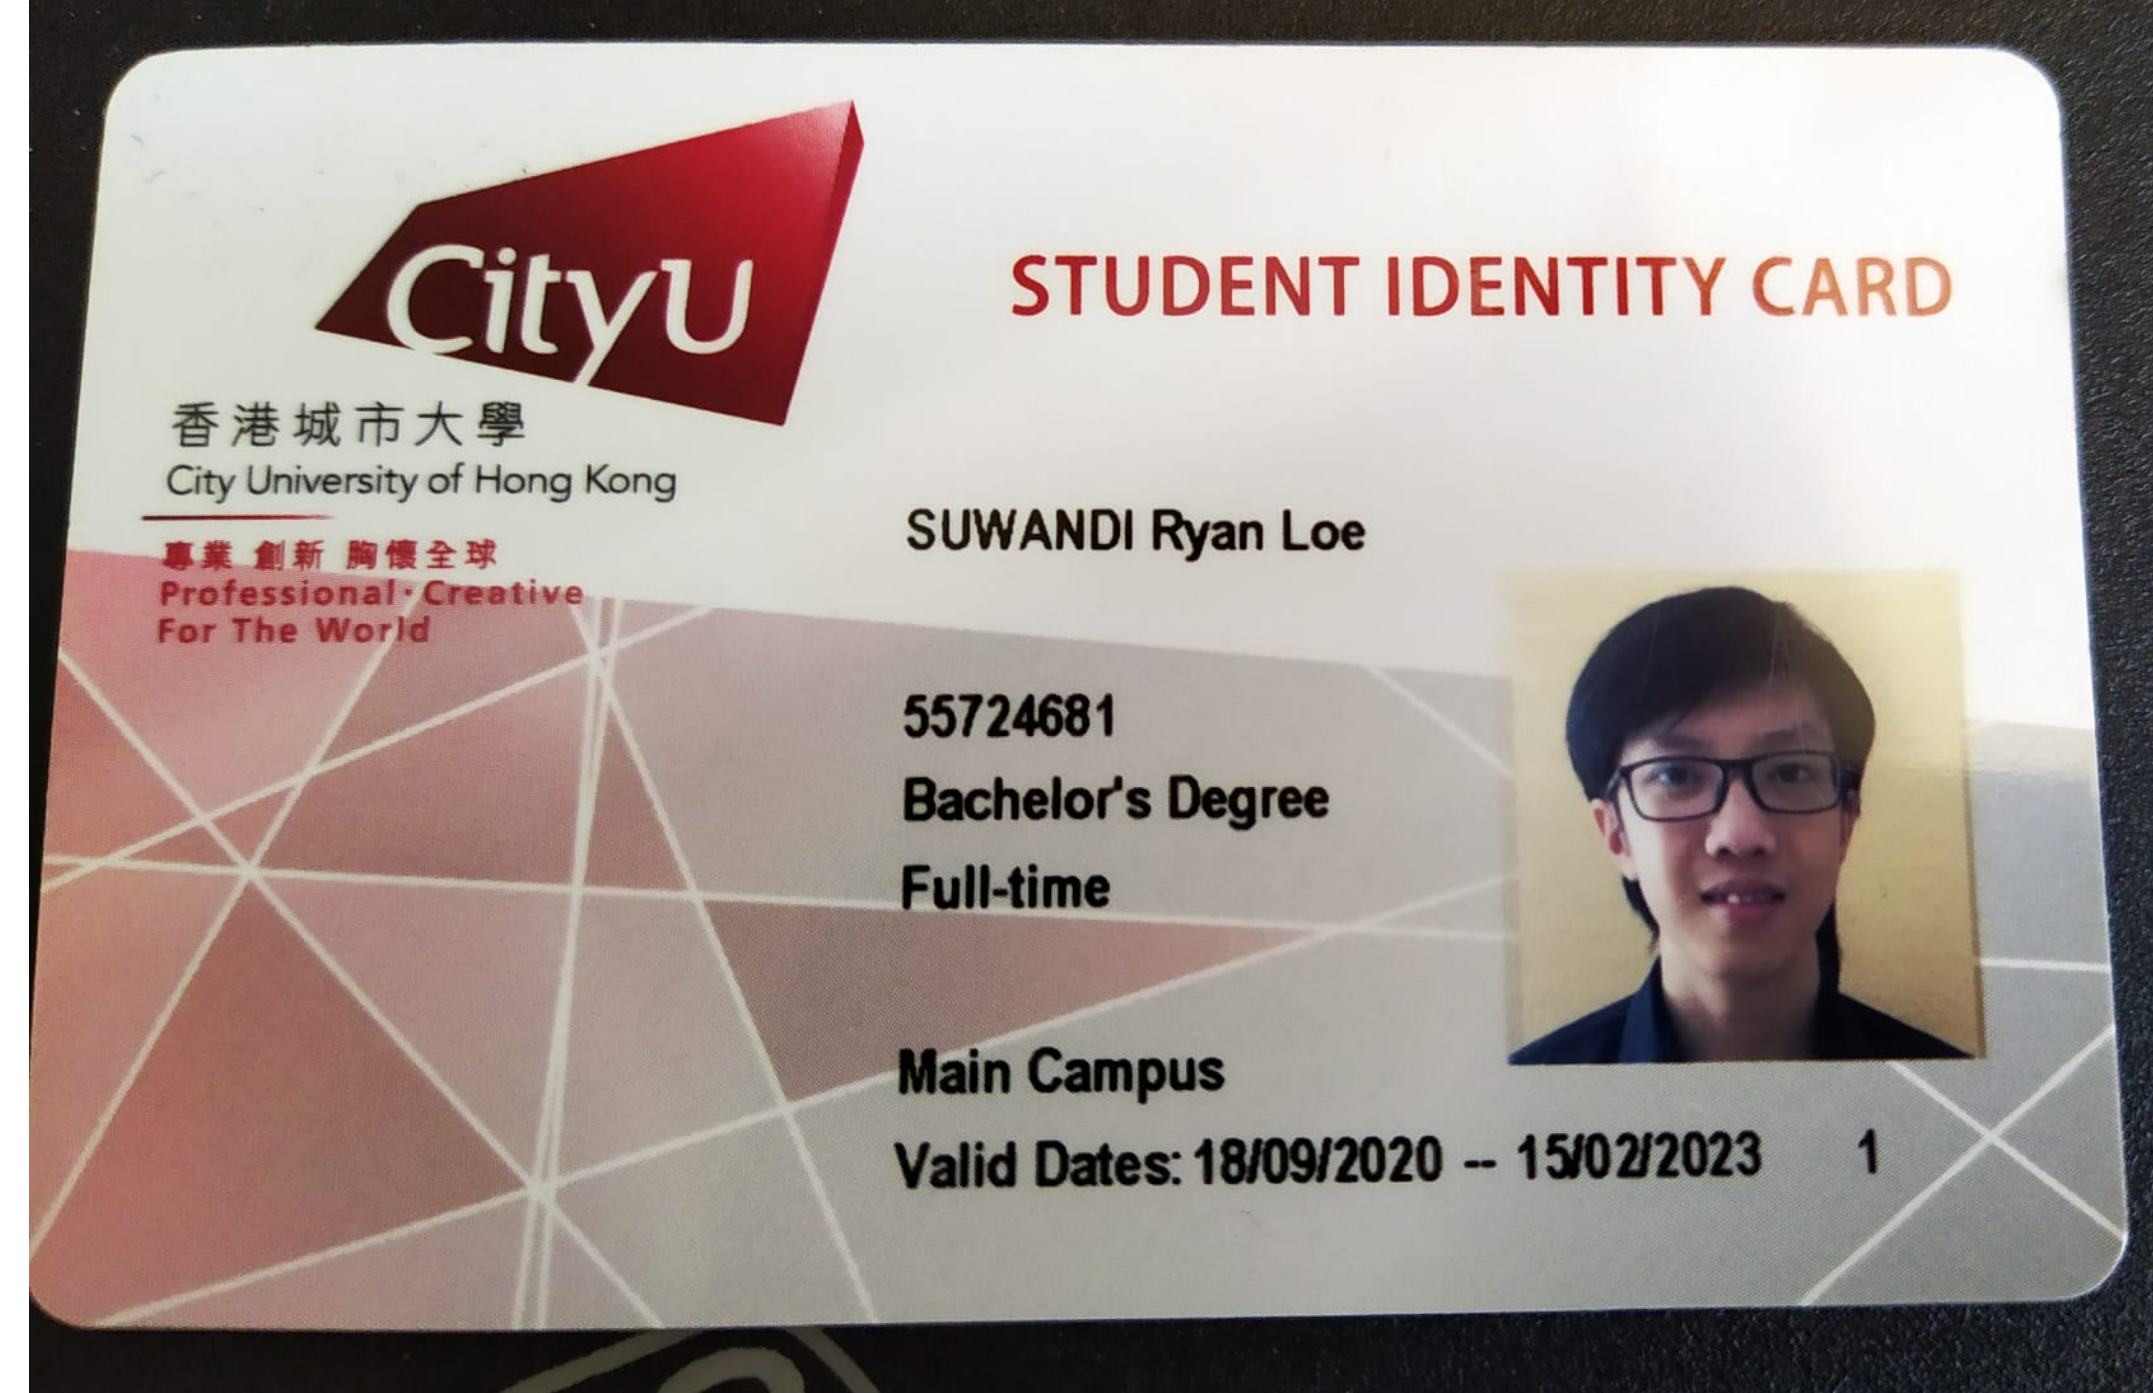 CityU
STUDENT IDENTITY CARD
香港城市大學
City University of Hong Kong
專業 創新 胸懷全球
Professional·Creative
For The World
SUWANDI Ryan Loe
55724681
Bachelor's Degree
Full-time
Main Campus
Valid Dates: 18/09/2020 -- 15/02/2023 1